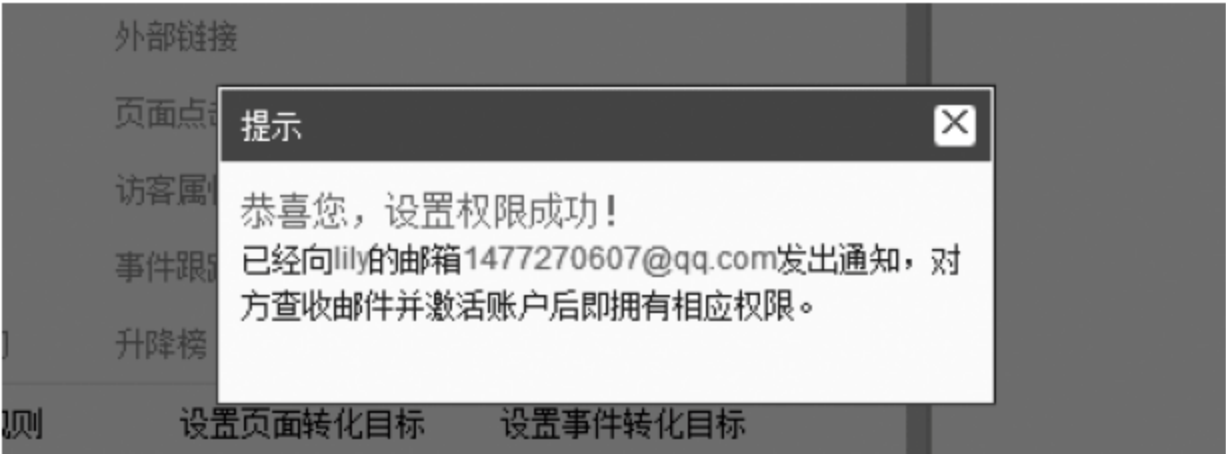 外部链接
页面点击
提示
恭喜您，设置权限成功！
已经向lily的邮箱1477270607@qq.com发出通知，对
方查收邮件并激活账户后即拥有相应权限。
访客属
事件跟
升降榜
则
设置页面转化目标
设置事件转化目标